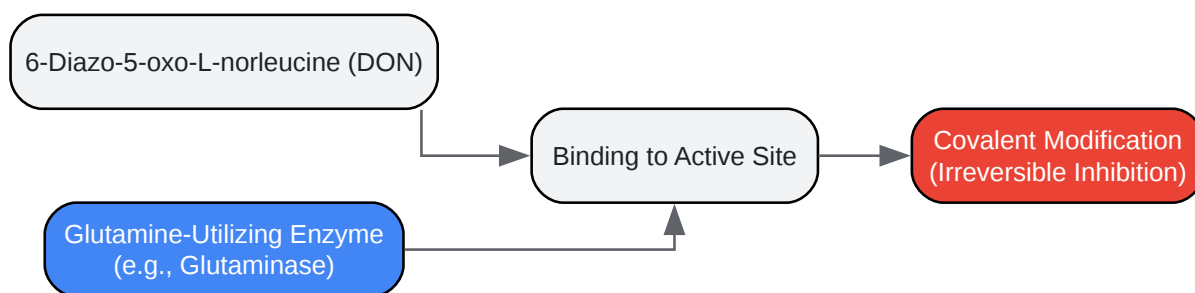 6-Diazo-5-oxo-L-norleucine (DON)
Binding to Active Site
Covalent Modification
(Irreversible Inhibition)
Glutamine-Utilizing Enzyme
(e.g., Glutaminase)